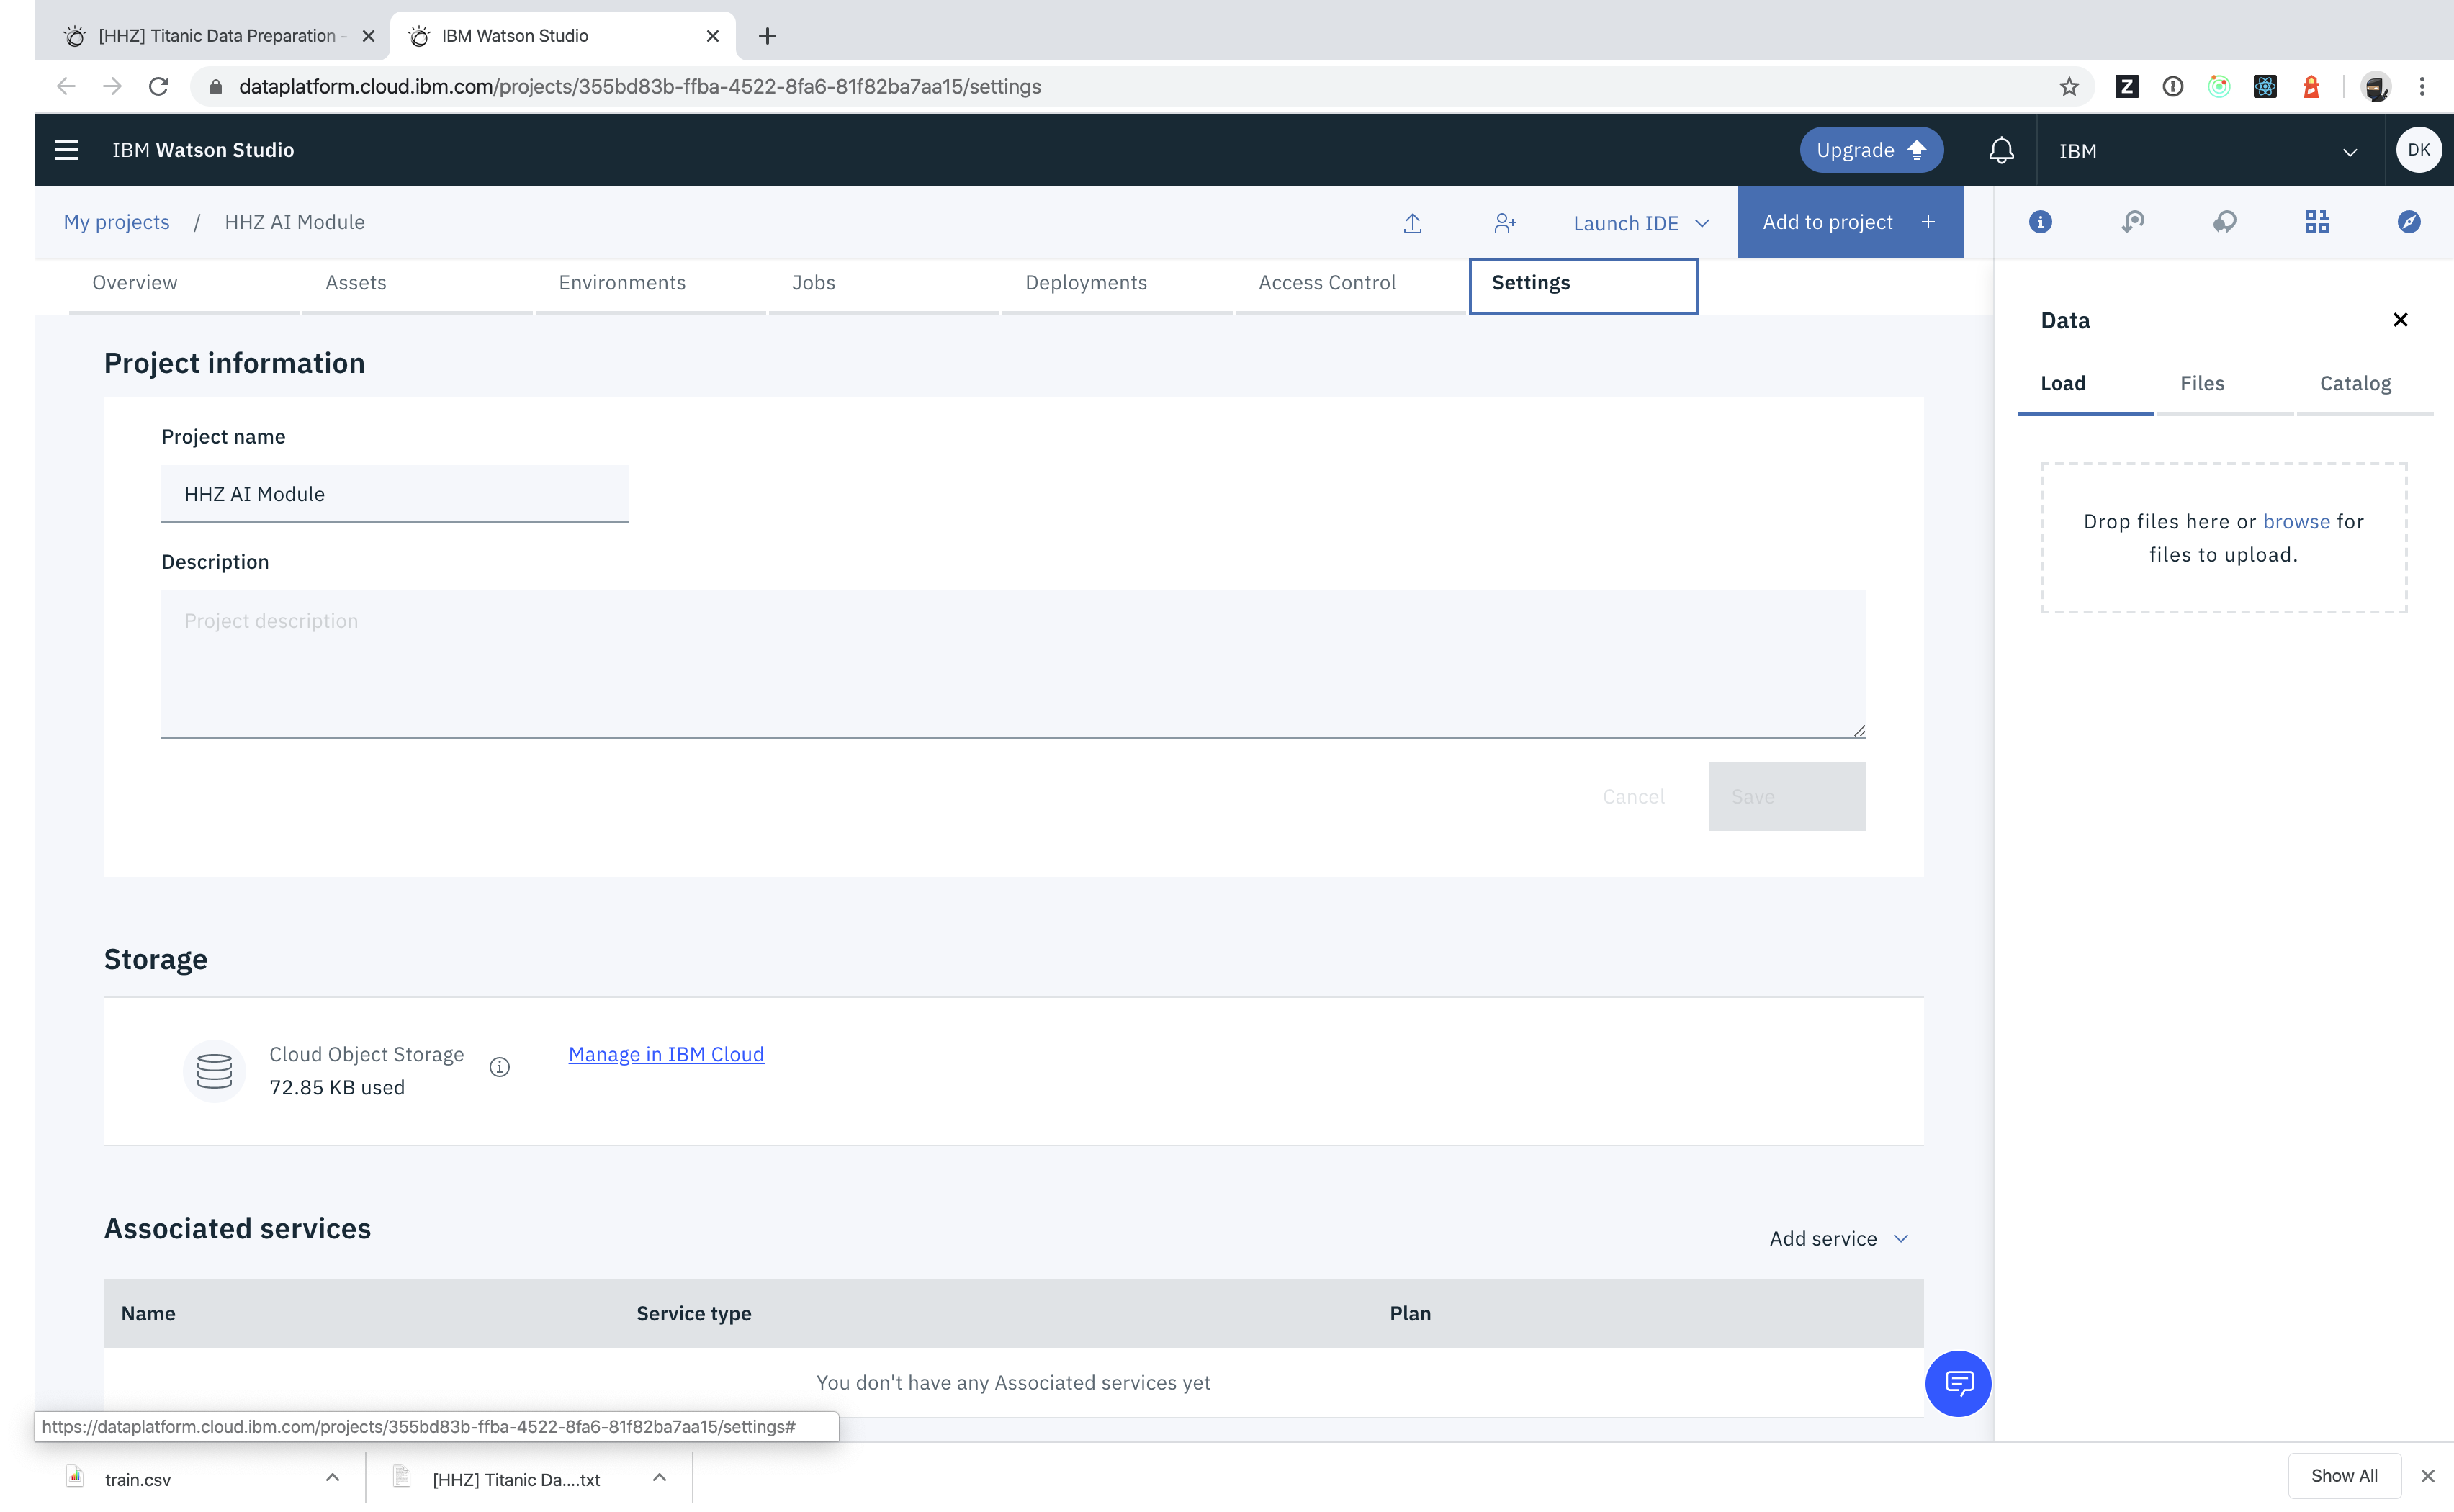 [HHZ] Titanic Data Preparation -
IBM Watson Studio
dataplatform.cloud.ibm.com/projects/355bd83b-ffba-4522-8fa6-81f82ba7aa15/settings
IBM Watson Studio
Upgrade
IBM
DK
My projects / HHZ AI Module
Launch IDE
Add to project +
Overview
Assets
Environments
Jobs
Deployments
Access Control
Settings
Project information
Project name
HHZ AI Module
Description
Project description
Cancel
Save
Storage
Cloud Object Storage
72.85 KB used
Manage in IBM Cloud
Associated services
Add service
Name
Service type
Plan
You don't have any Associated services yet
Data
Load
Files
Catalog
Drop files here or browse for
files to upload.
https://dataplatform.cloud.ibm.com/projects/355bd83b-ffba-4522-8fa6-81f82ba7aa15/settings#
train.csv
[HHZ] Titanic Da....txt
Show All